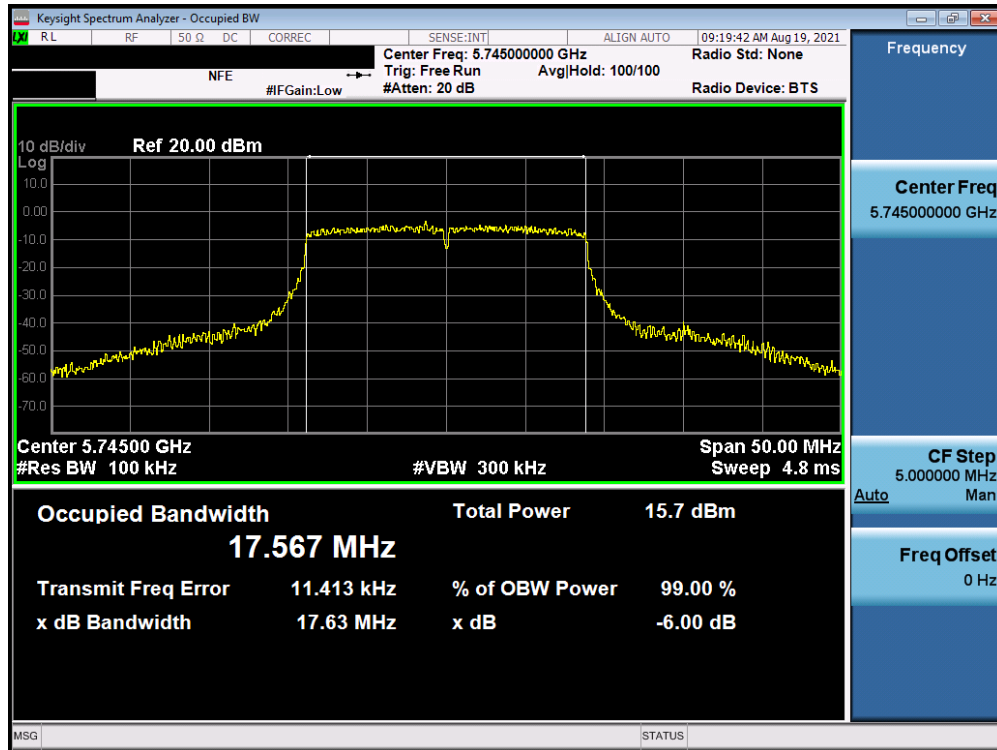 Keysight Spectrum Analyzer - Occupied BW
LXI RL RF 50 Ω DC CORREC SENSE:INT ALIGN AUTO 09:19:42 AM Aug 19, 2021
Center Freq: 5.745000000 GHz Radio Std: None
NFE Trig: Free Run Avg|Hold: 100/100
#IFGain:Low #Atten: 20 dB Radio Device: BTS
10 dB/div Ref 20.00 dBm
Log
10.0
0.00
-10.0
-20.0
-30.0
-40.0
-50.0
-60.0
-70.0
Center 5.74500 GHz Span 50.00 MHz
#Res BW 100 kHz #VBW 300 kHz Sweep 4.8 ms
Occupied Bandwidth Total Power 15.7 dBm
17.567 MHz
Transmit Freq Error 11.413 kHz % of OBW Power 99.00 %
x dB Bandwidth 17.63 MHz x dB -6.00 dB
MSG STATUS
Frequency
Center Freq
5.745000000 GHz
CF Step
5.000000 MHz
Auto Man
Freq Offset
0 Hz